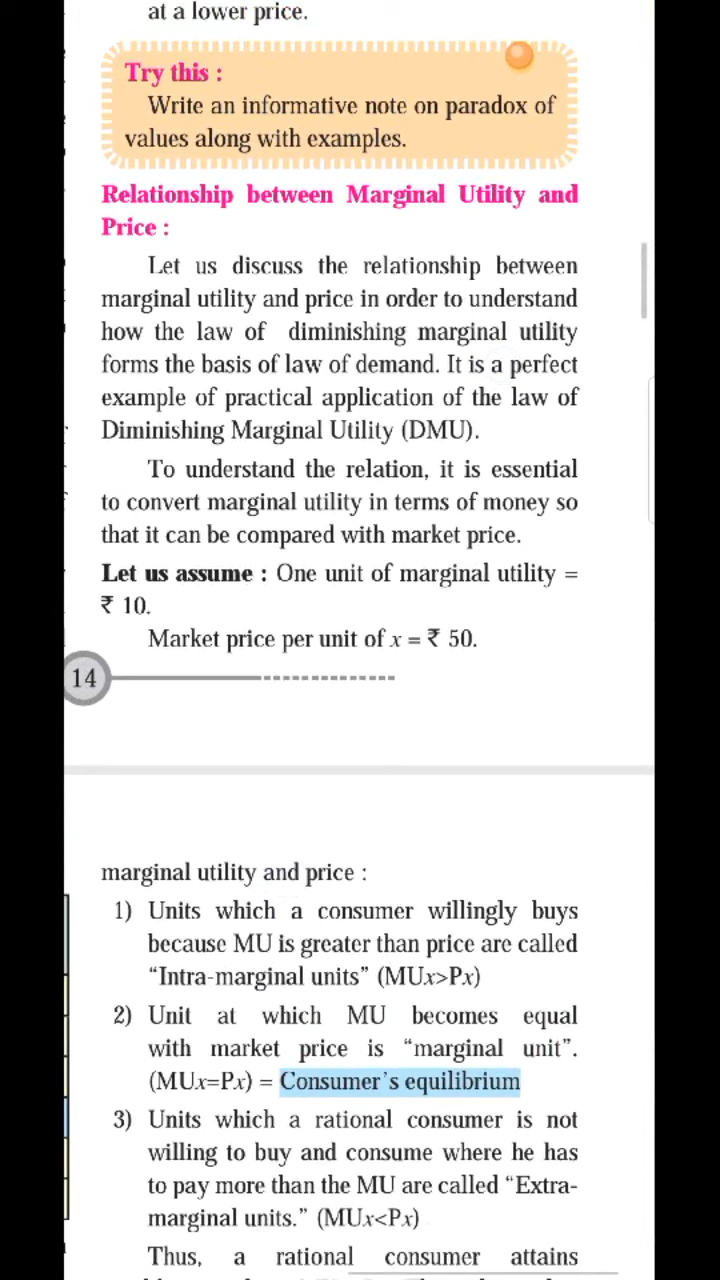 at a lower price.
Try this :
Write an informative note on paradox of
values along with examples.
Relationship between Marginal Utility and
Price :
Let us discuss the relationship between
marginal utility and price in order to understand
how the law of diminishing marginal utility
forms the basis of law of demand. It is a perfect
example of practical application of the law of
Diminishing Marginal Utility (DMU).
To understand the relation, it is essential
to convert marginal utility in terms of money so
that it can be compared with market price.
Let us assume : One unit of marginal utility =
₹ 10.
Market price per unit of x = ₹ 50.
14
marginal utility and price :
1) Units which a consumer willingly buys
because MU is greater than price are called
“Intra-marginal units” (MUx>Px)
2) Unit at which MU becomes equal
with market price is “marginal unit”.
(MUx=Px) = Consumer’s equilibrium
3) Units which a rational consumer is not
willing to buy and consume where he has
to pay more than the MU are called “Extra-
marginal units.” (MUx<Px)
Thus, a rational consumer attains